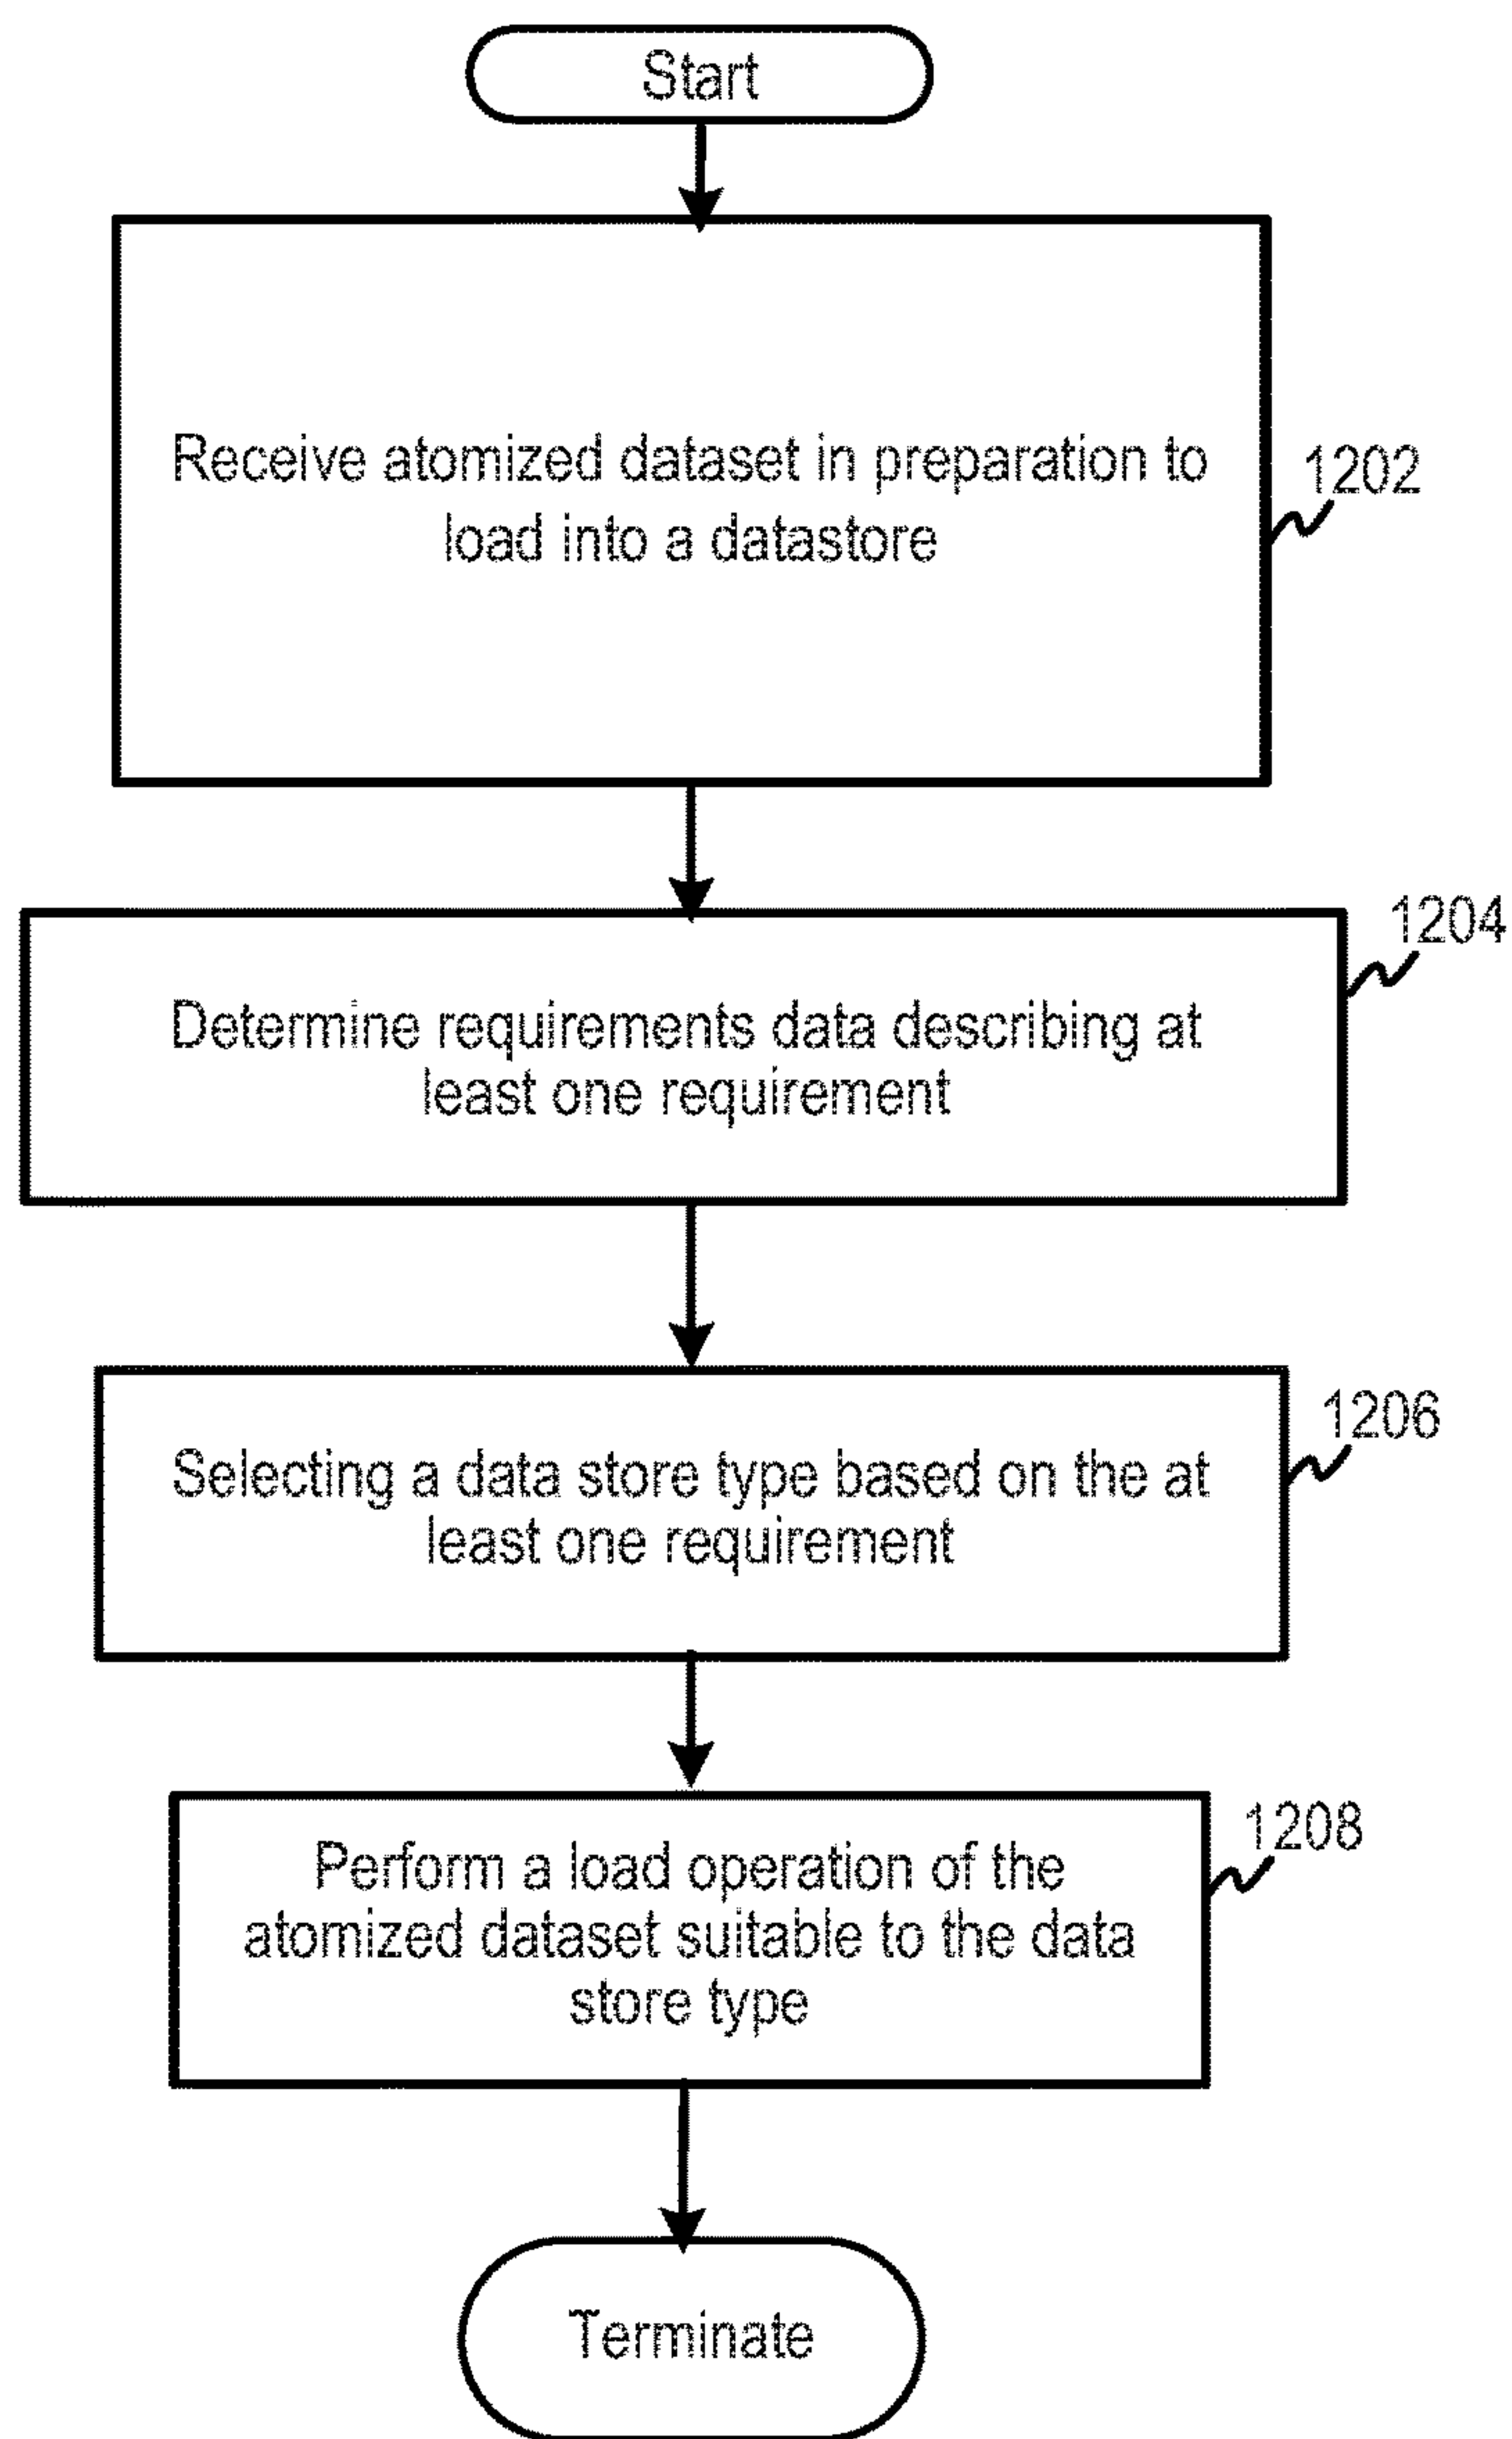 Start
Receive atomized dataset in preparation to
load into a datastore
1202
1204
Determine requirements data describing at
least one requirement
1206
Selecting a data store type based on the at
least one requirement
1208
Perform a load operation of the
atomized dataset suitable to the data
store type
Terminate